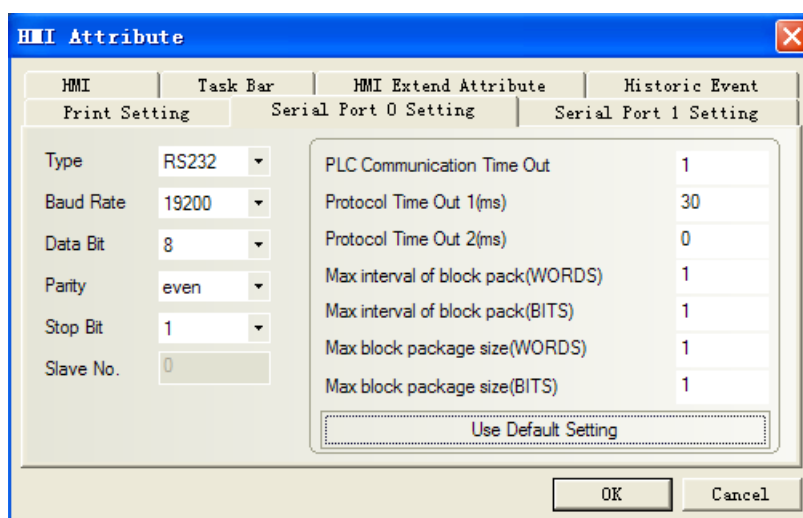 HMI Attribute
HMI Task Bar HMI Extend Attribute Historic Event
Print Setting Serial Port 0 Setting Serial Port 1 Setting
Type RS232
Baud Rate 19200
Data Bit 8
Parity even
Stop Bit 1
Slave No. 0
PLC Communication Time Out 1
Protocol Time Out 1(ms) 30
Protocol Time Out 2(ms) 0
Max interval of block pack(WORDS) 1
Max interval of block pack(BITS) 1
Max block package size(WORDS) 1
Max block package size(BITS) 1
Use Default Setting
OK Cancel